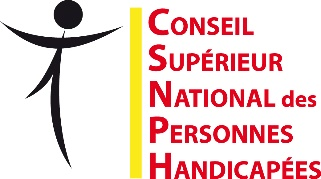 CONSEIL
SUPÉRIEUR
NATIONAL des
PERSONNES
HANDICAPÉES